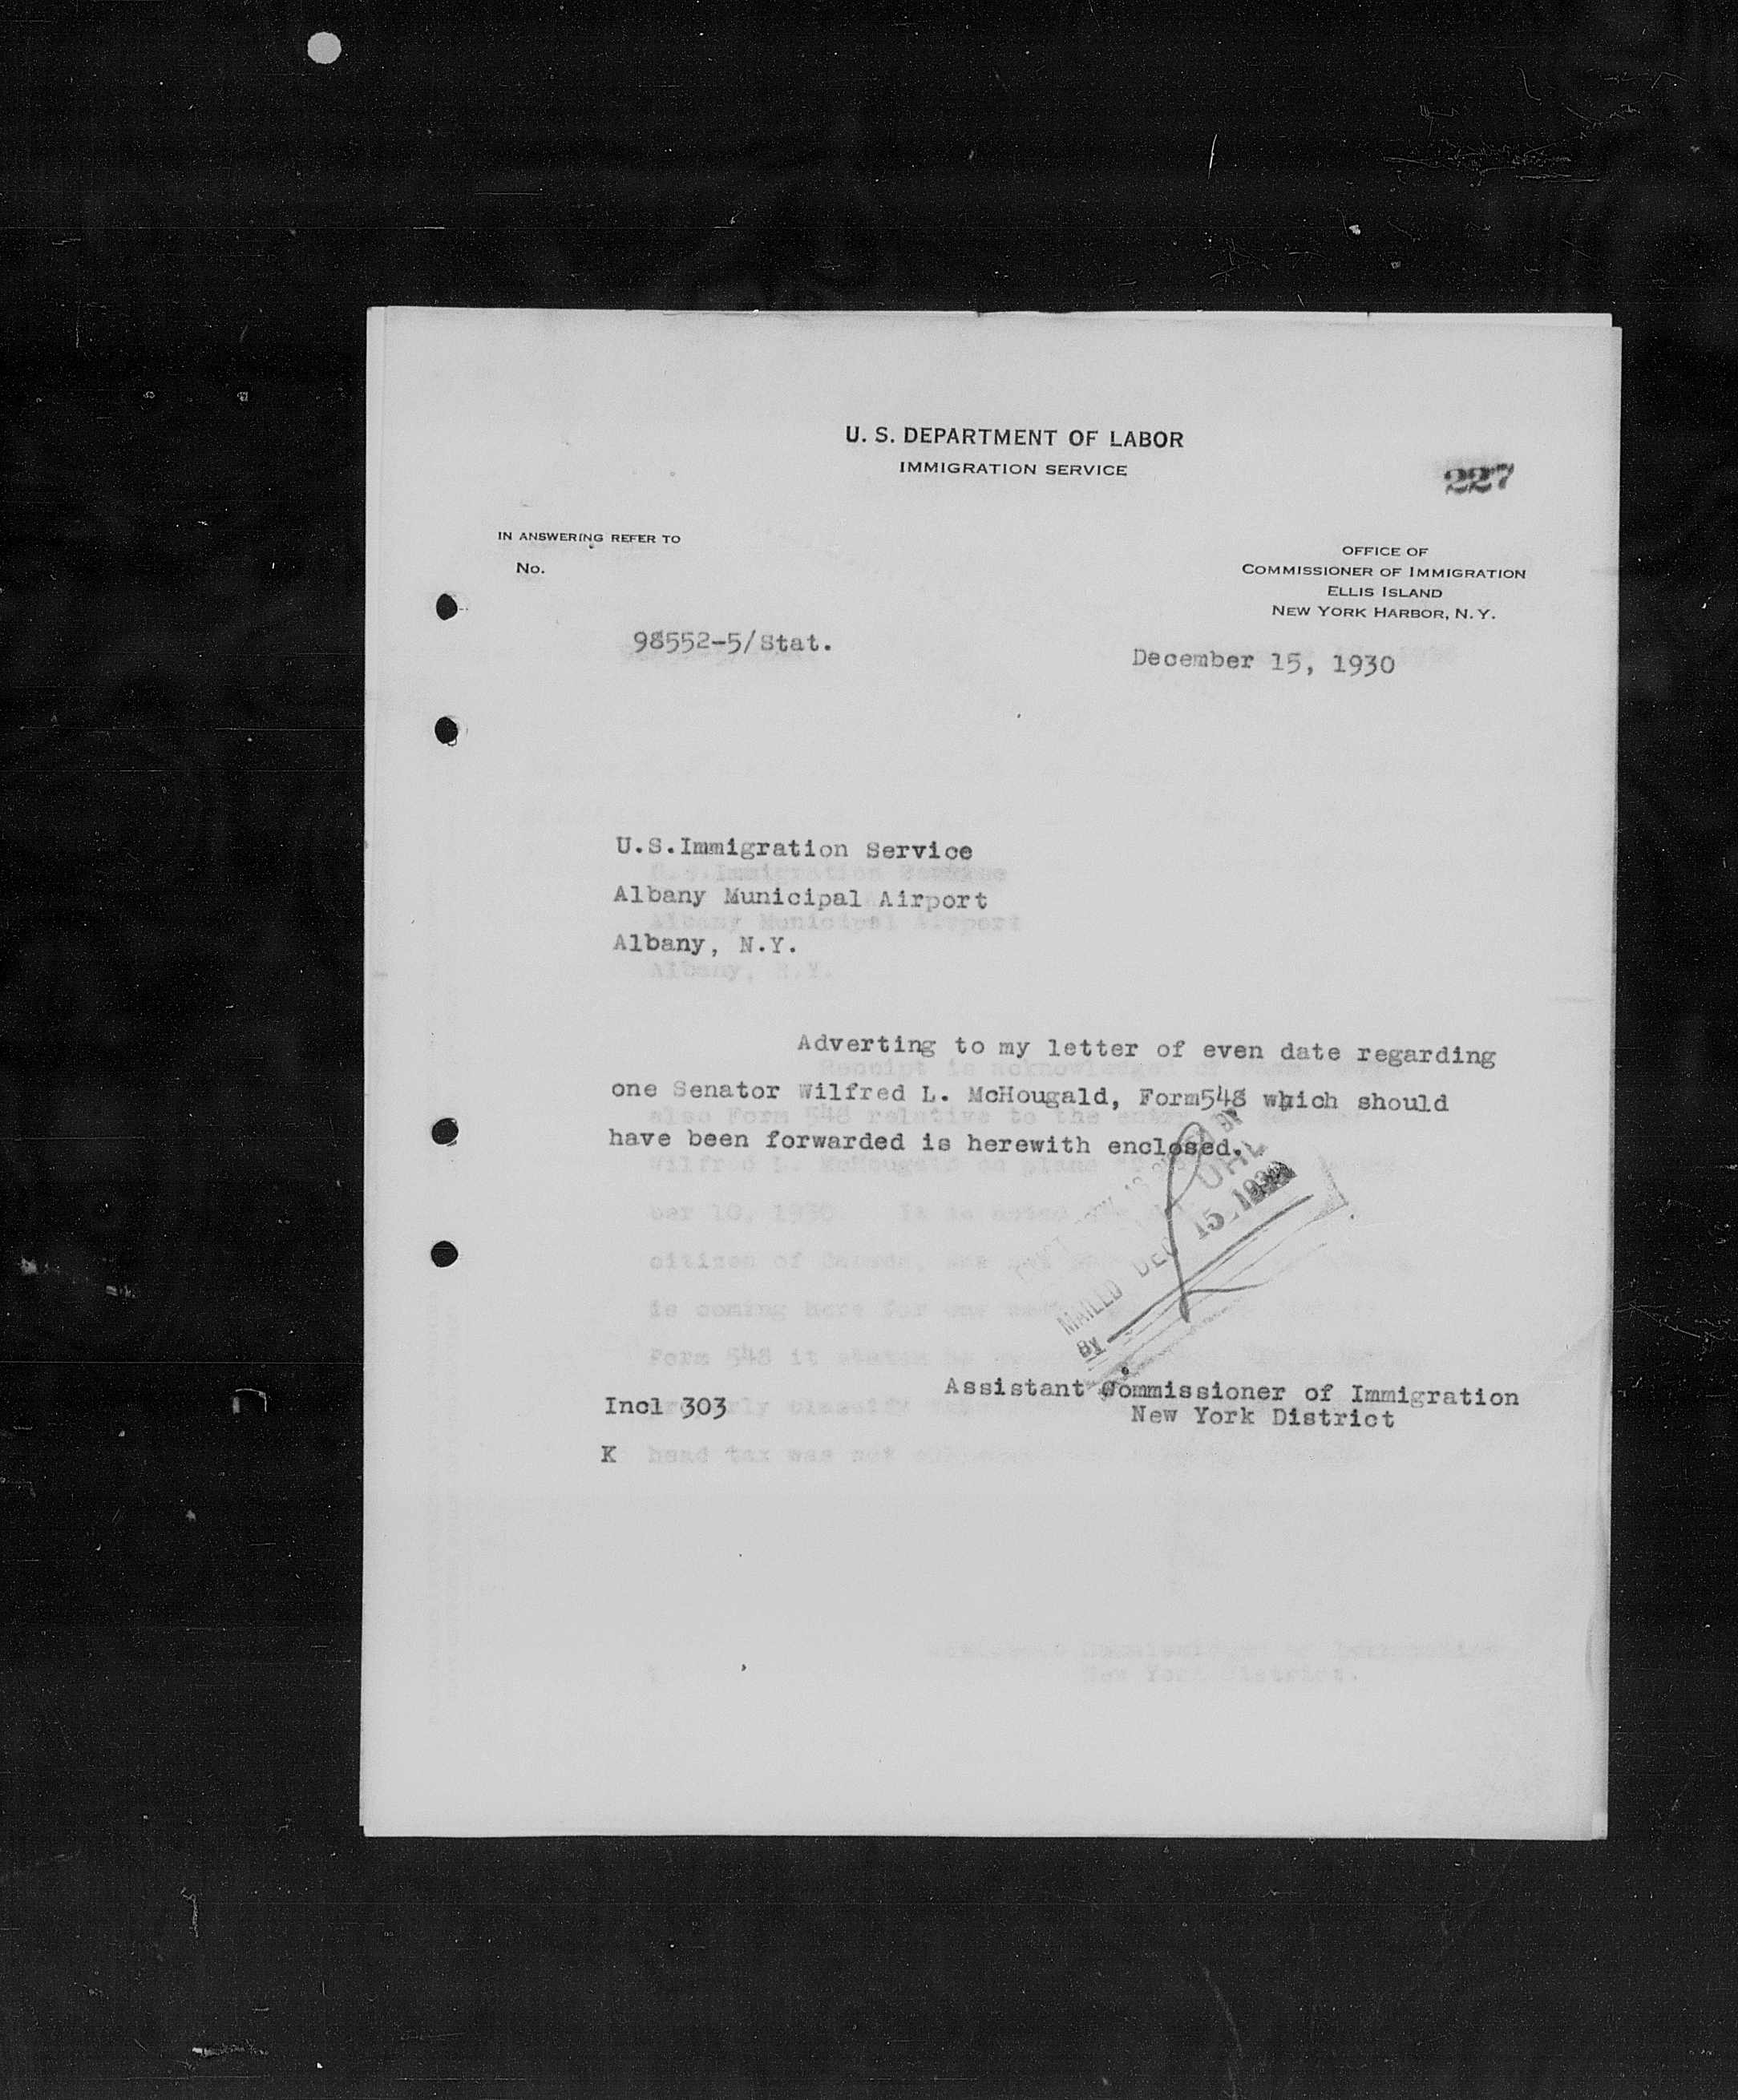 U. S. DEPARTMENT OF LABOR
IMMIGRATION SERVICE
227
IN ANSWERING REFER TO
No.
OFFICE OF
COMMISSIONER OF IMMIGRATION
ELLIS ISLAND
NEW YORK HARBOR, N. Y.
98552-5/Stat.
December 15, 1930
U.S.Immigration Service
Albany Municipal Airport
Albany, N.Y.
Adverting to my letter of even date regarding
one Senator Wilfred L. McHougald, Form548 which should
have been forwarded is herewith enclosed.
UHL
MAILED DEC 15 1930
By
Assistant Commissioner of Immigration
New York District
Incl 303
K